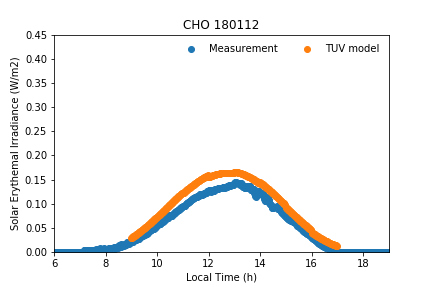 CHO 180112
Measurement
TUV model
Solar Erythemal Irradiance (W/m2)
0.45
0.40
0.35
0.30
0.25
0.20
0.15
0.10
0.05
0.00
6 8 10 12 14 16 18
Local Time (h)